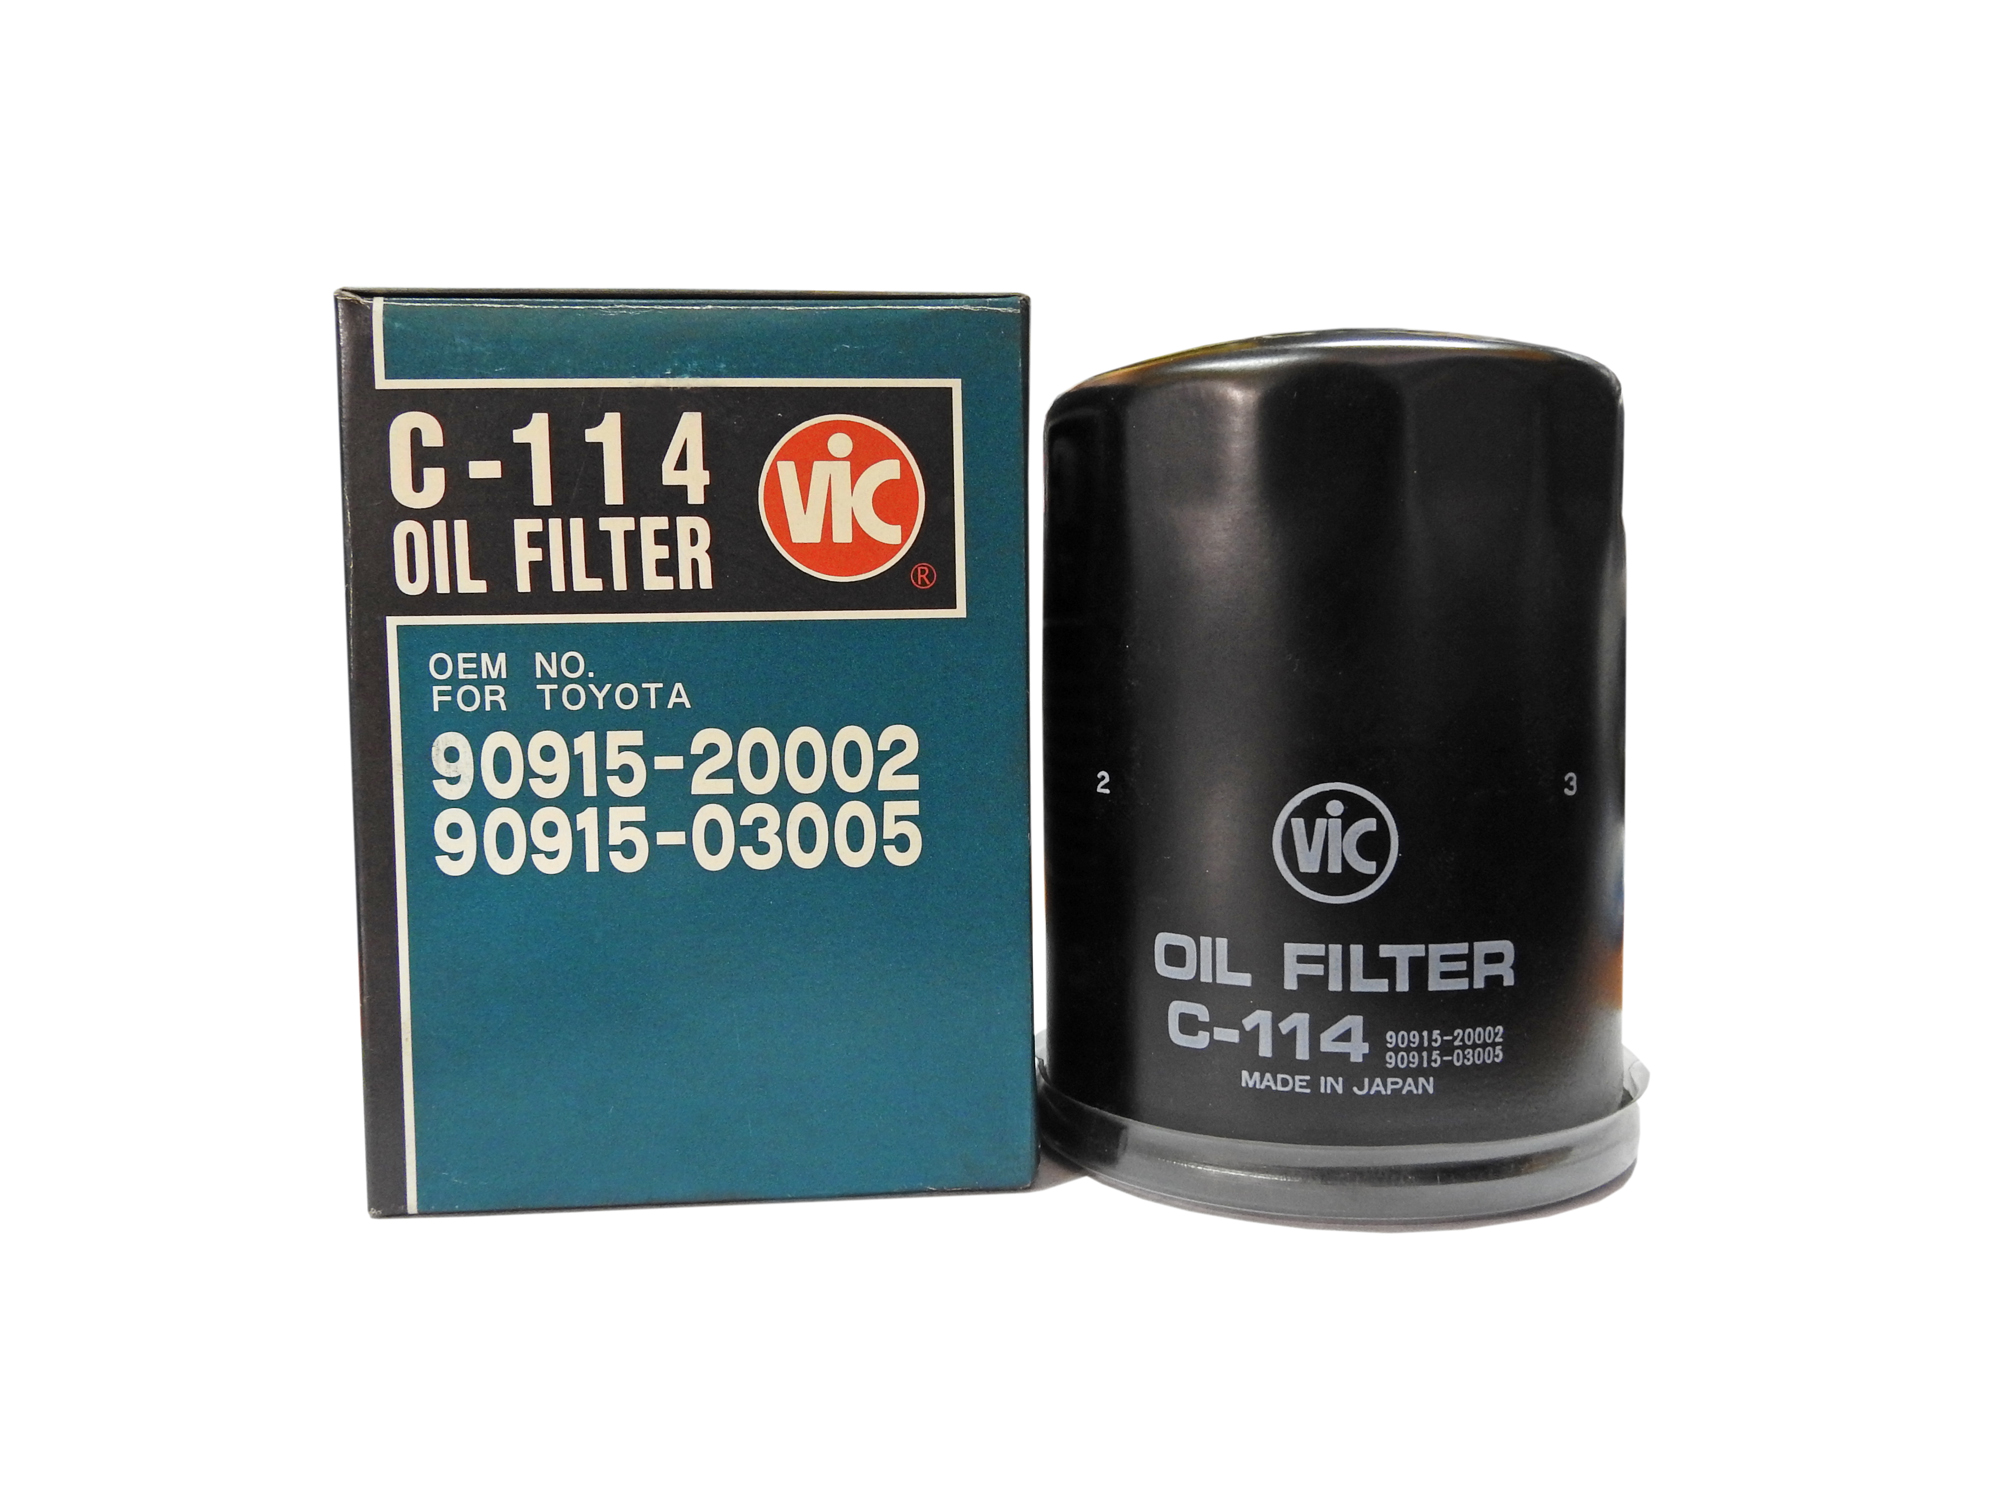 C-114
OIL FILTER
VIC
®
OEM NO.
FOR TOYOTA
90915-20002
90915-03005
2
3
VIC
OIL FILTER
C-114
90915-20002
90915-03005
MADE IN JAPAN